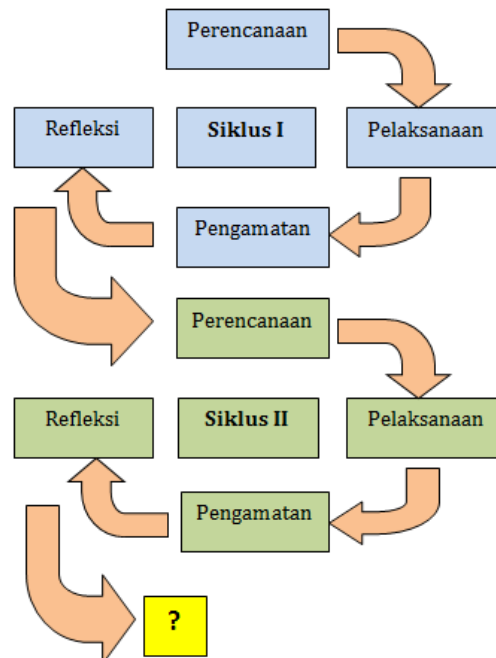 Perencanaan
Refleksi
Siklus I
Pelaksanaan
Pengamatan
Perencanaan
Refleksi
Siklus II
Pelaksanaan
Pengamatan
?